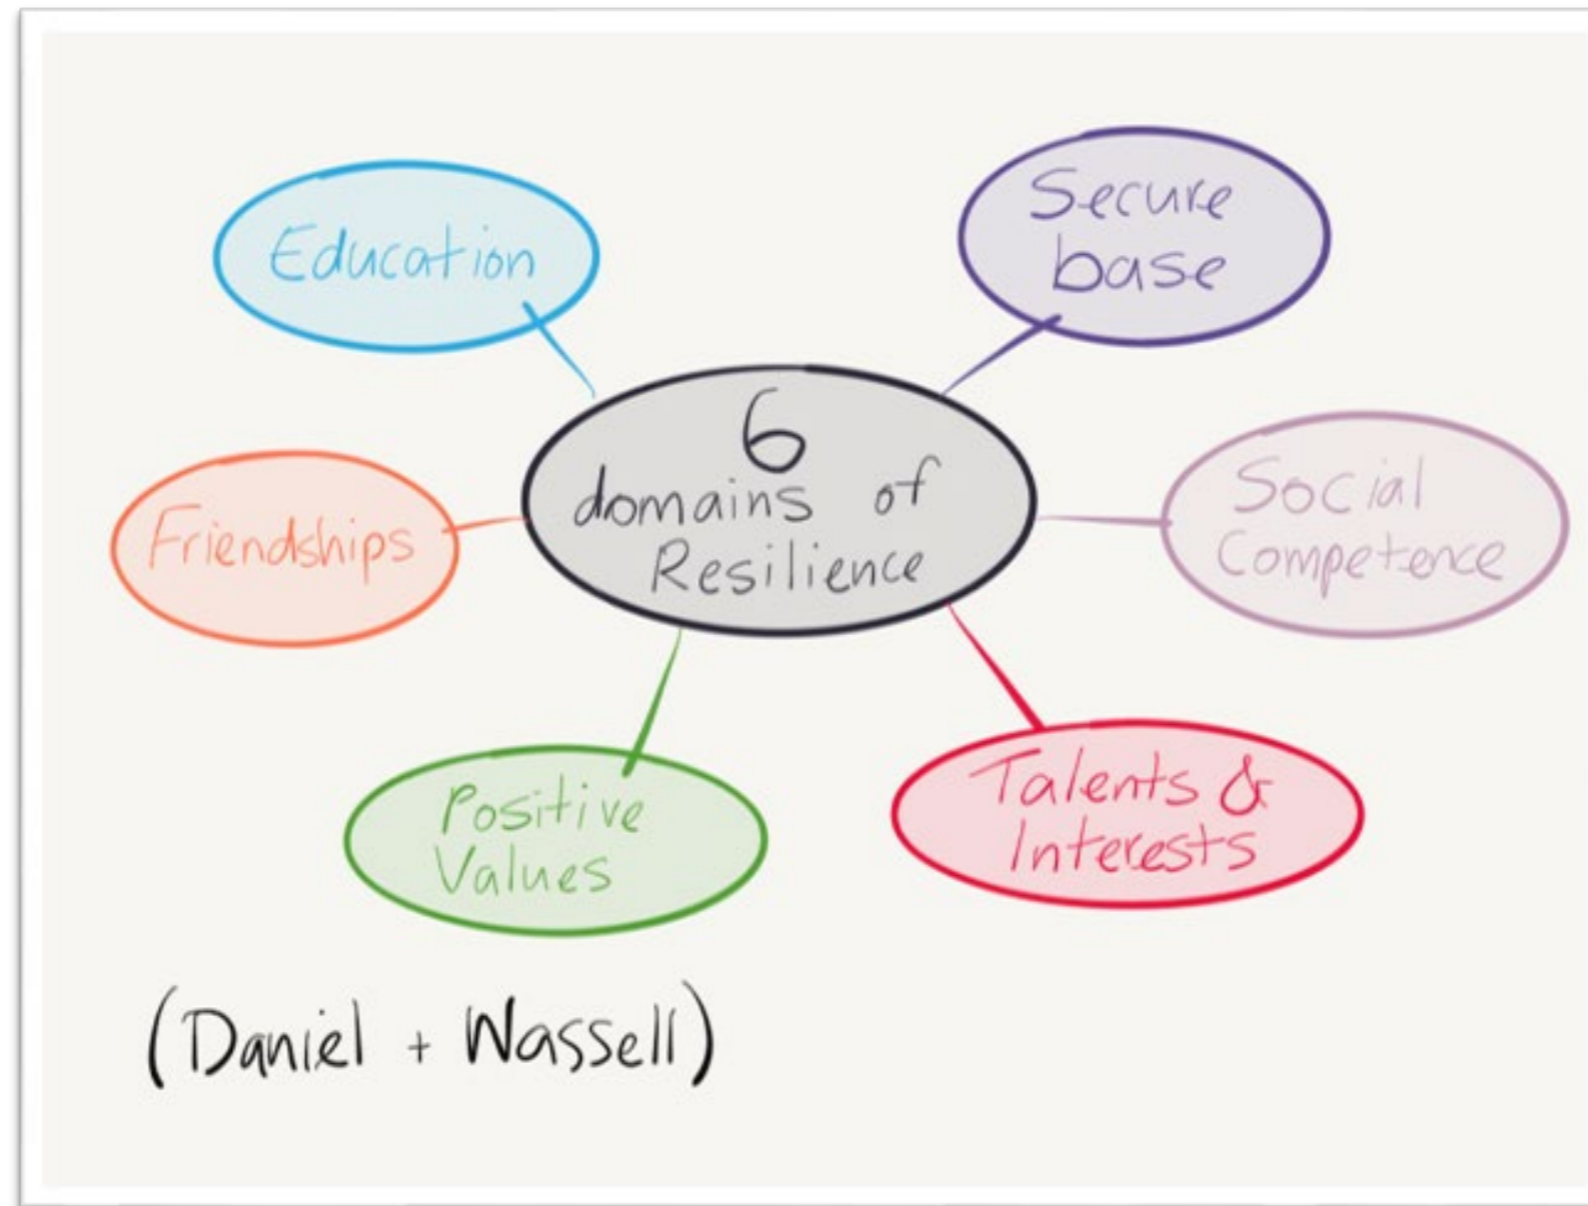 Education
Secure
base
6
domains of
Resilience
Friendships
Social
Competence
Positive
Values
Talents &
Interests
(Daniel + Wassell)